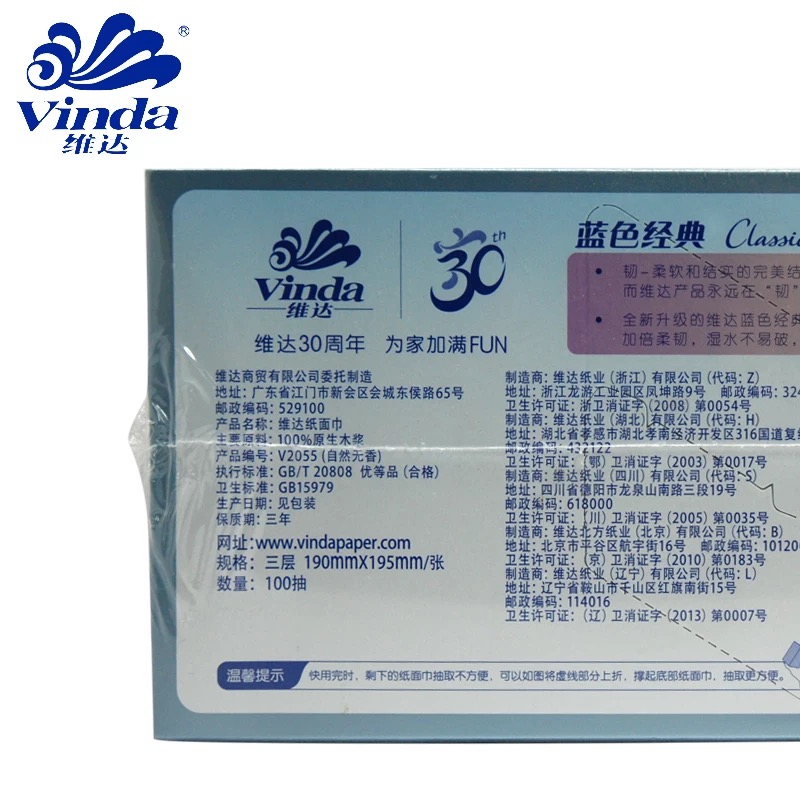 ®
Vinda
维达
Vinda
维达
30th
维达30周年 为家加满FUN
蓝色经典 Classic
• 韧-柔软和结实的完美结
而维达产品永远在“韧”
• 全新升级的维达蓝色经典
加倍柔韧,湿水不易破,
维达商贸有限公司委托制造
地址:广东省江门市新会区会城东侯路65号
邮政编码:529100
产品名称:维达纸面巾
主要原料:100%原生木浆
产品编号:V2055 (自然无香)
执行标准:GB/T 20808 优等品 (合格)
卫生标准:GB15979
生产日期:见包装
保质期:三年
网址:www.vindapaper.com
规格:三层 190mmX195mm/张
数量:100抽
制造商:维达纸业 (浙江) 有限公司 (代码:Z)
地址:浙江龙游工业园区凤坤路9号 邮政编码:324
卫生许可证:浙卫消证字 (2008) 第0054号
制造商:维达纸业 (湖北) 有限公司 (代码:H)
地址:湖北省孝感市湖北孝南经济开发区316国道复线
邮政编码:432122
卫生许可证:(鄂) 卫消证字 (2003) 第0017号
制造商:维达纸业 (四川) 有限公司 (代码:S)
地址:四川省德阳市龙泉山南路三段19号
邮政编码:618000
卫生许可证:(川) 卫消证字 (2005) 第0035号
制造商:维达北方纸业 (北京) 有限公司 (代码:B)
地址:北京市平谷区航宇街16号 邮政编码:10120
卫生许可证:(京) 卫消证字 (2010) 第0183号
制造商:维达纸业 (辽宁) 有限公司 (代码:L)
地址:辽宁省鞍山市千山区红旗南街15号
邮政编码:114016
卫生许可证:(辽) 卫消证字 (2013) 第0007号
温馨提示 快用完时,剩下的纸面巾抽取不方便,可以如图将虚线部分上折,撑起底部纸面巾,抽取更方便。